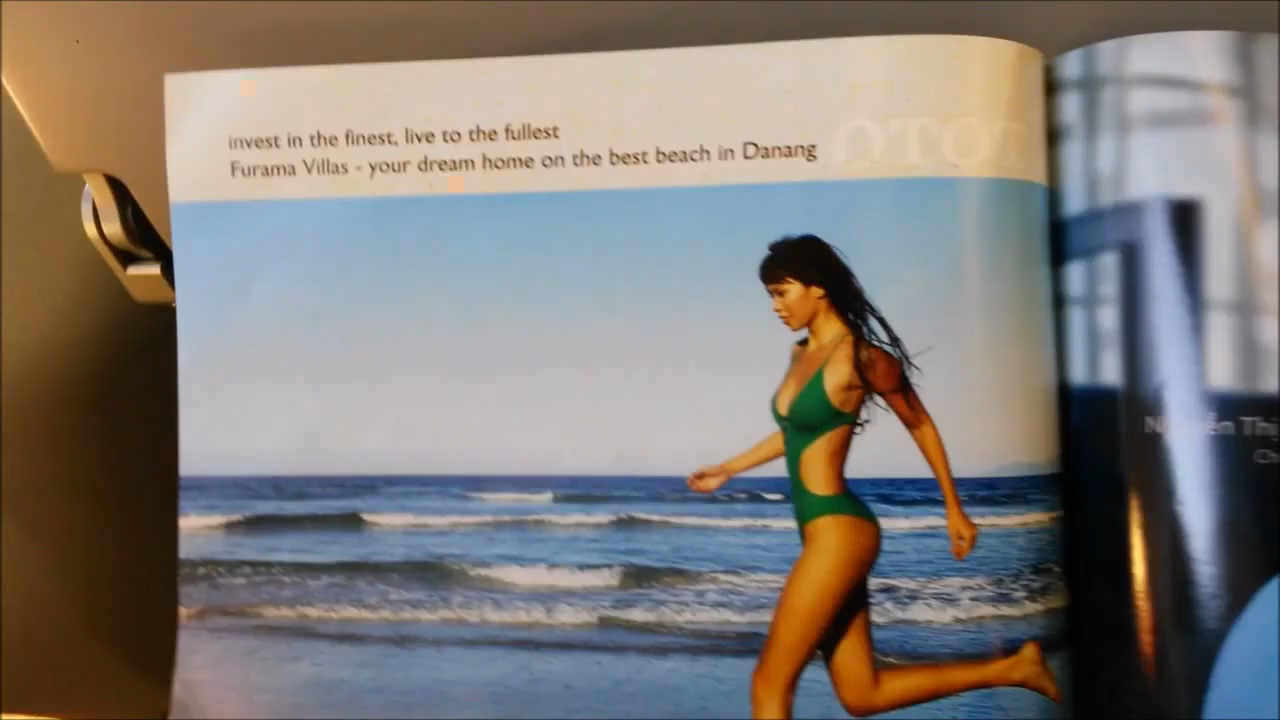 invest in the finest, live to the fullest
Furama Villas - your dream home on the best beach in Danang
Thị